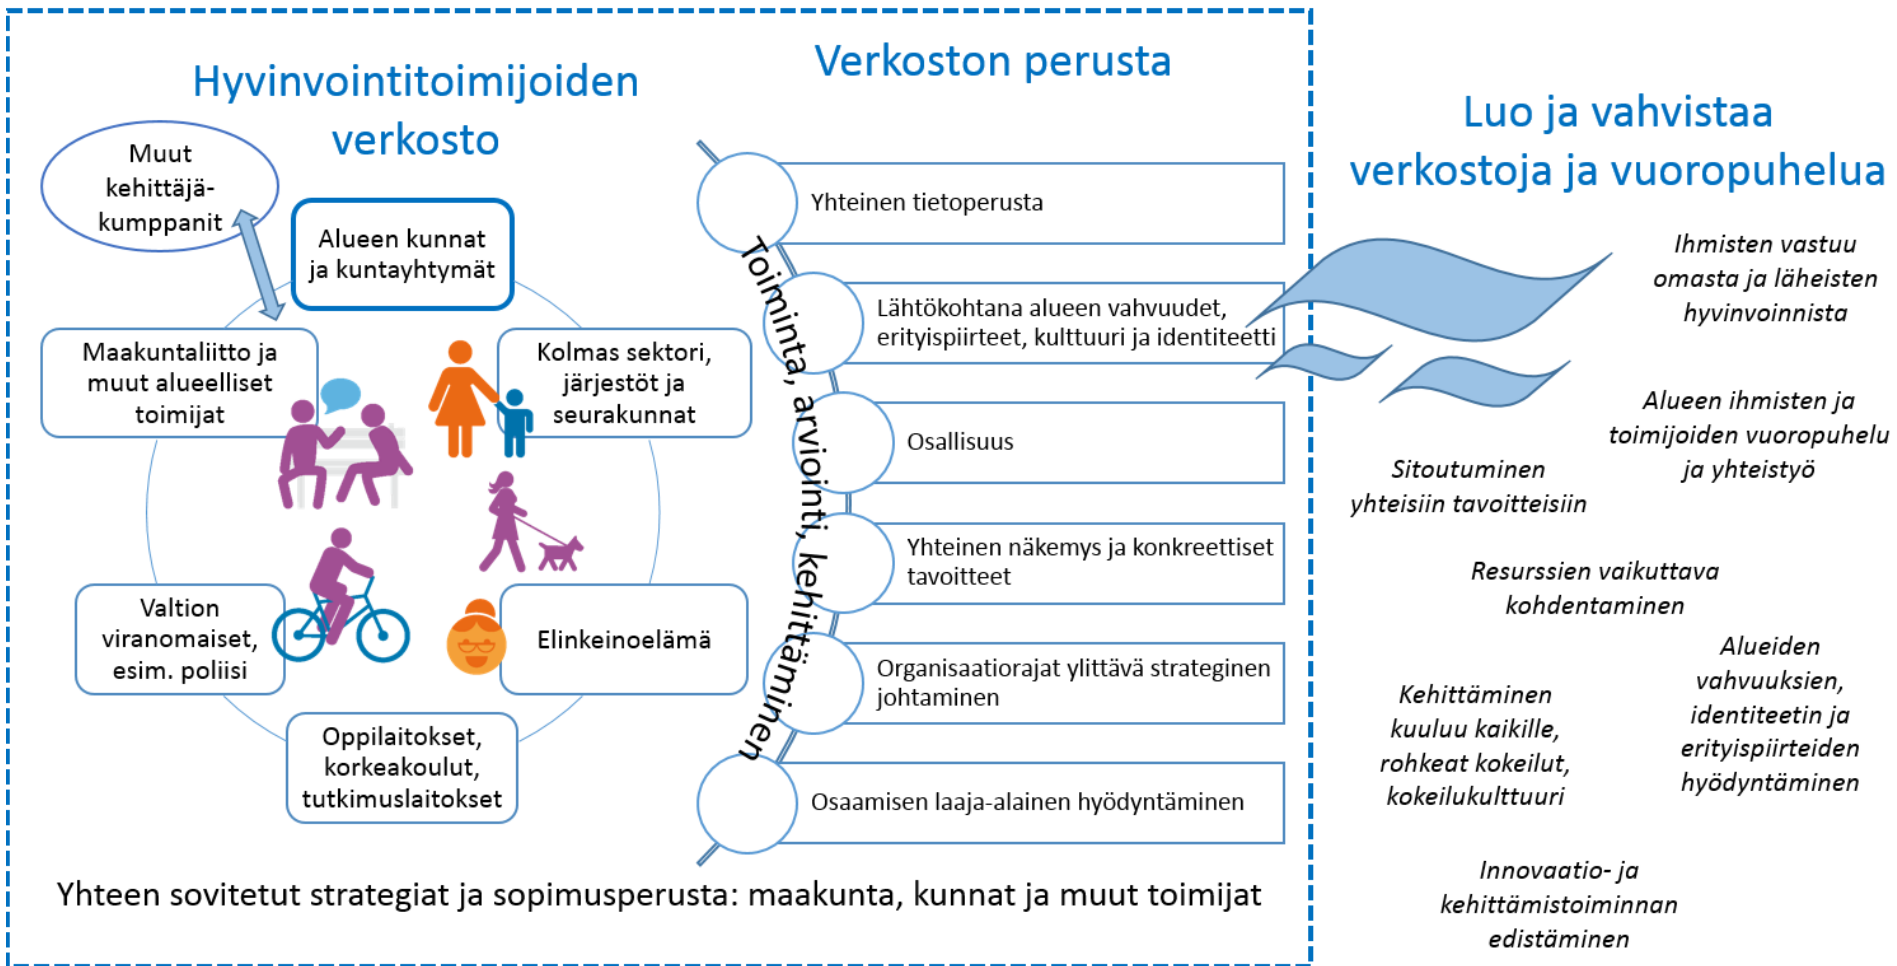 Hyvinvointitoimijoiden
verkosto
Muut
kehittäjä-
kumppanit
Alueen kunnat
ja kuntayhtymät
Maakuntaliitto ja
muut alueelliset
toimijat
Kolmas sektori,
järjestöt ja
seurakunnat
Valtion
viranomaiset,
esim. poliisi
Elinkeinoelämä
Oppilaitokset,
korkeakoulut,
tutkimuslaitokset
Verkoston perusta
Toiminta, arviointi, kehittäminen
Yhteinen tietoperusta
Lähtökohtana alueen vahvuudet,
erityispiirteet, kulttuuri ja identiteetti
Osallisuus
Yhteinen näkemys ja konkreettiset
tavoitteet
Organisaatiorajat ylittävä strateginen
johtaminen
Osaamisen laaja-alainen hyödyntäminen
Yhteen sovitetut strategiat ja sopimusperusta: maakunta, kunnat ja muut toimijat
Luo ja vahvistaa
verkostoja ja vuoropuhelua
Ihmisten vastuu
omasta ja läheisten
hyvinvoinnista
Alueen ihmisten ja
toimijoiden vuoropuhelu
ja yhteistyö
Sitoutuminen
yhteisiin tavoitteisiin
Resurssien vaikuttava
kohdentaminen
Alueiden
vahvuuksien,
identiteetin ja
erityispiirteiden
hyödyntäminen
Kehittäminen
kuuluu kaikille,
rohkeat kokeilut,
kokeilukulttuuri
Innovaatio- ja
kehittämistoiminnan
edistäminen